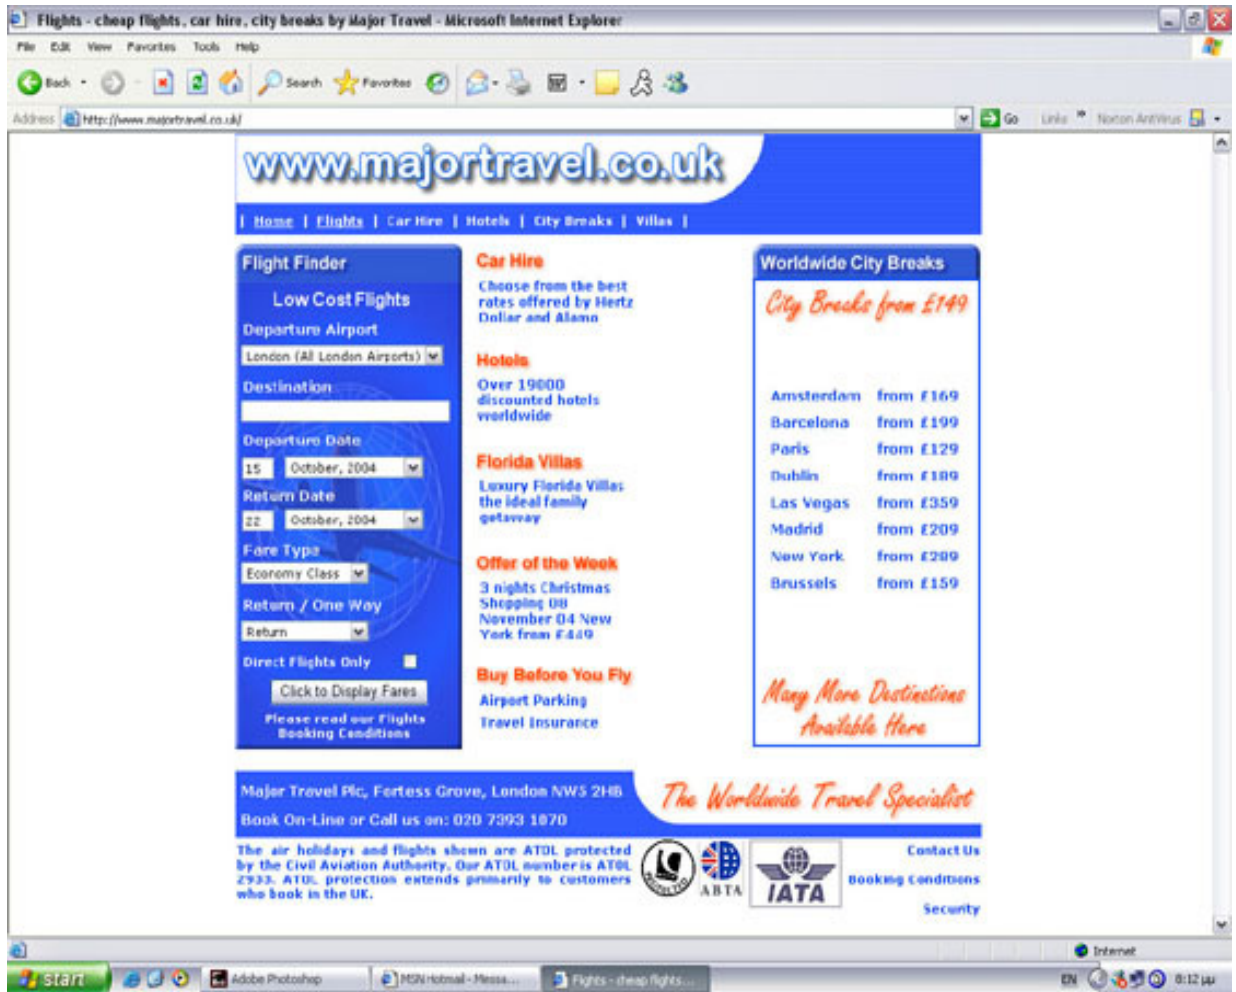 Flights - cheap flights, car hire, city breaks by Major Travel - Microsoft Internet Explorer
File Edit View Favorites Tools Help
Back Search Favorites
Address http://www.majortravel.co.uk/ Go Links » Norton AntiVirus
www.majortravel.co.uk
| Home | Flights | Car Hire | Hotels | City Breaks | Villas |
Flight Finder
Low Cost Flights
Departure Airport
London (All London Airports)
Destination
Departure Date
15 October, 2004
Return Date
22 October, 2004
Fare Type
Economy Class
Return / One Way
Return
Direct Flights Only
Click to Display Fares
Please read our Flights
Booking Conditions
Car Hire
Choose from the best
rates offered by Hertz
Dollar and Alamo
Hotels
Over 19000
discounted hotels
worldwide
Florida Villas
Luxury Florida Villas
the ideal family
getaway
Offer of the Week
3 nights Christmas
Shopping 08
November 04 New
York from £449
Buy Before You Fly
Airport Parking
Travel Insurance
Worldwide City Breaks
City Breaks from £149
Amsterdam from £169
Barcelona from £199
Paris from £129
Dublin from £189
Las Vegas from £359
Madrid from £209
New York from £289
Brussels from £159
Many More Destinations
Available Here
Major Travel Plc, Fortess Grove, London NW5 2HB
Book On-Line or Call us on: 020 7393 1070
The Worldwide Travel Specialist
The air holidays and flights shown are ATOL protected
by the Civil Aviation Authority. Our ATOL number is ATOL
2933. ATOL protection extends primarily to customers
who book in the UK.
ABTA
IATA
Contact Us
Booking Conditions
Security
Internet
start Adobe Photoshop MSN Hotmail - Messa... Flights - cheap flights... EN 8:12 μμ